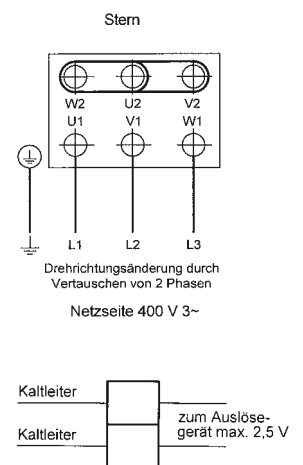 Stern
W2 U2 V2
U1 V1 W1
L1 L2 L3
Drehrichtungsänderung durch
Vertauschen von 2 Phasen
Netzseite 400 V 3~
Kaltleiter
zum Auslöse-
gerät max. 2,5 V
Kaltleiter